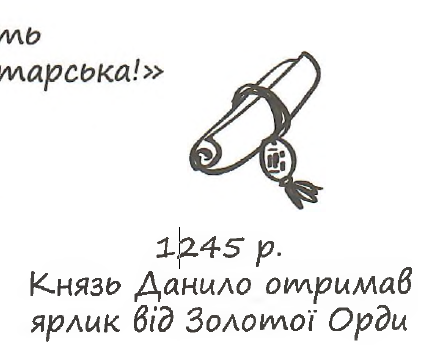 ть
тарська!»
1245 р.
Князь Данило отримав
ярлик від Золотої Орди